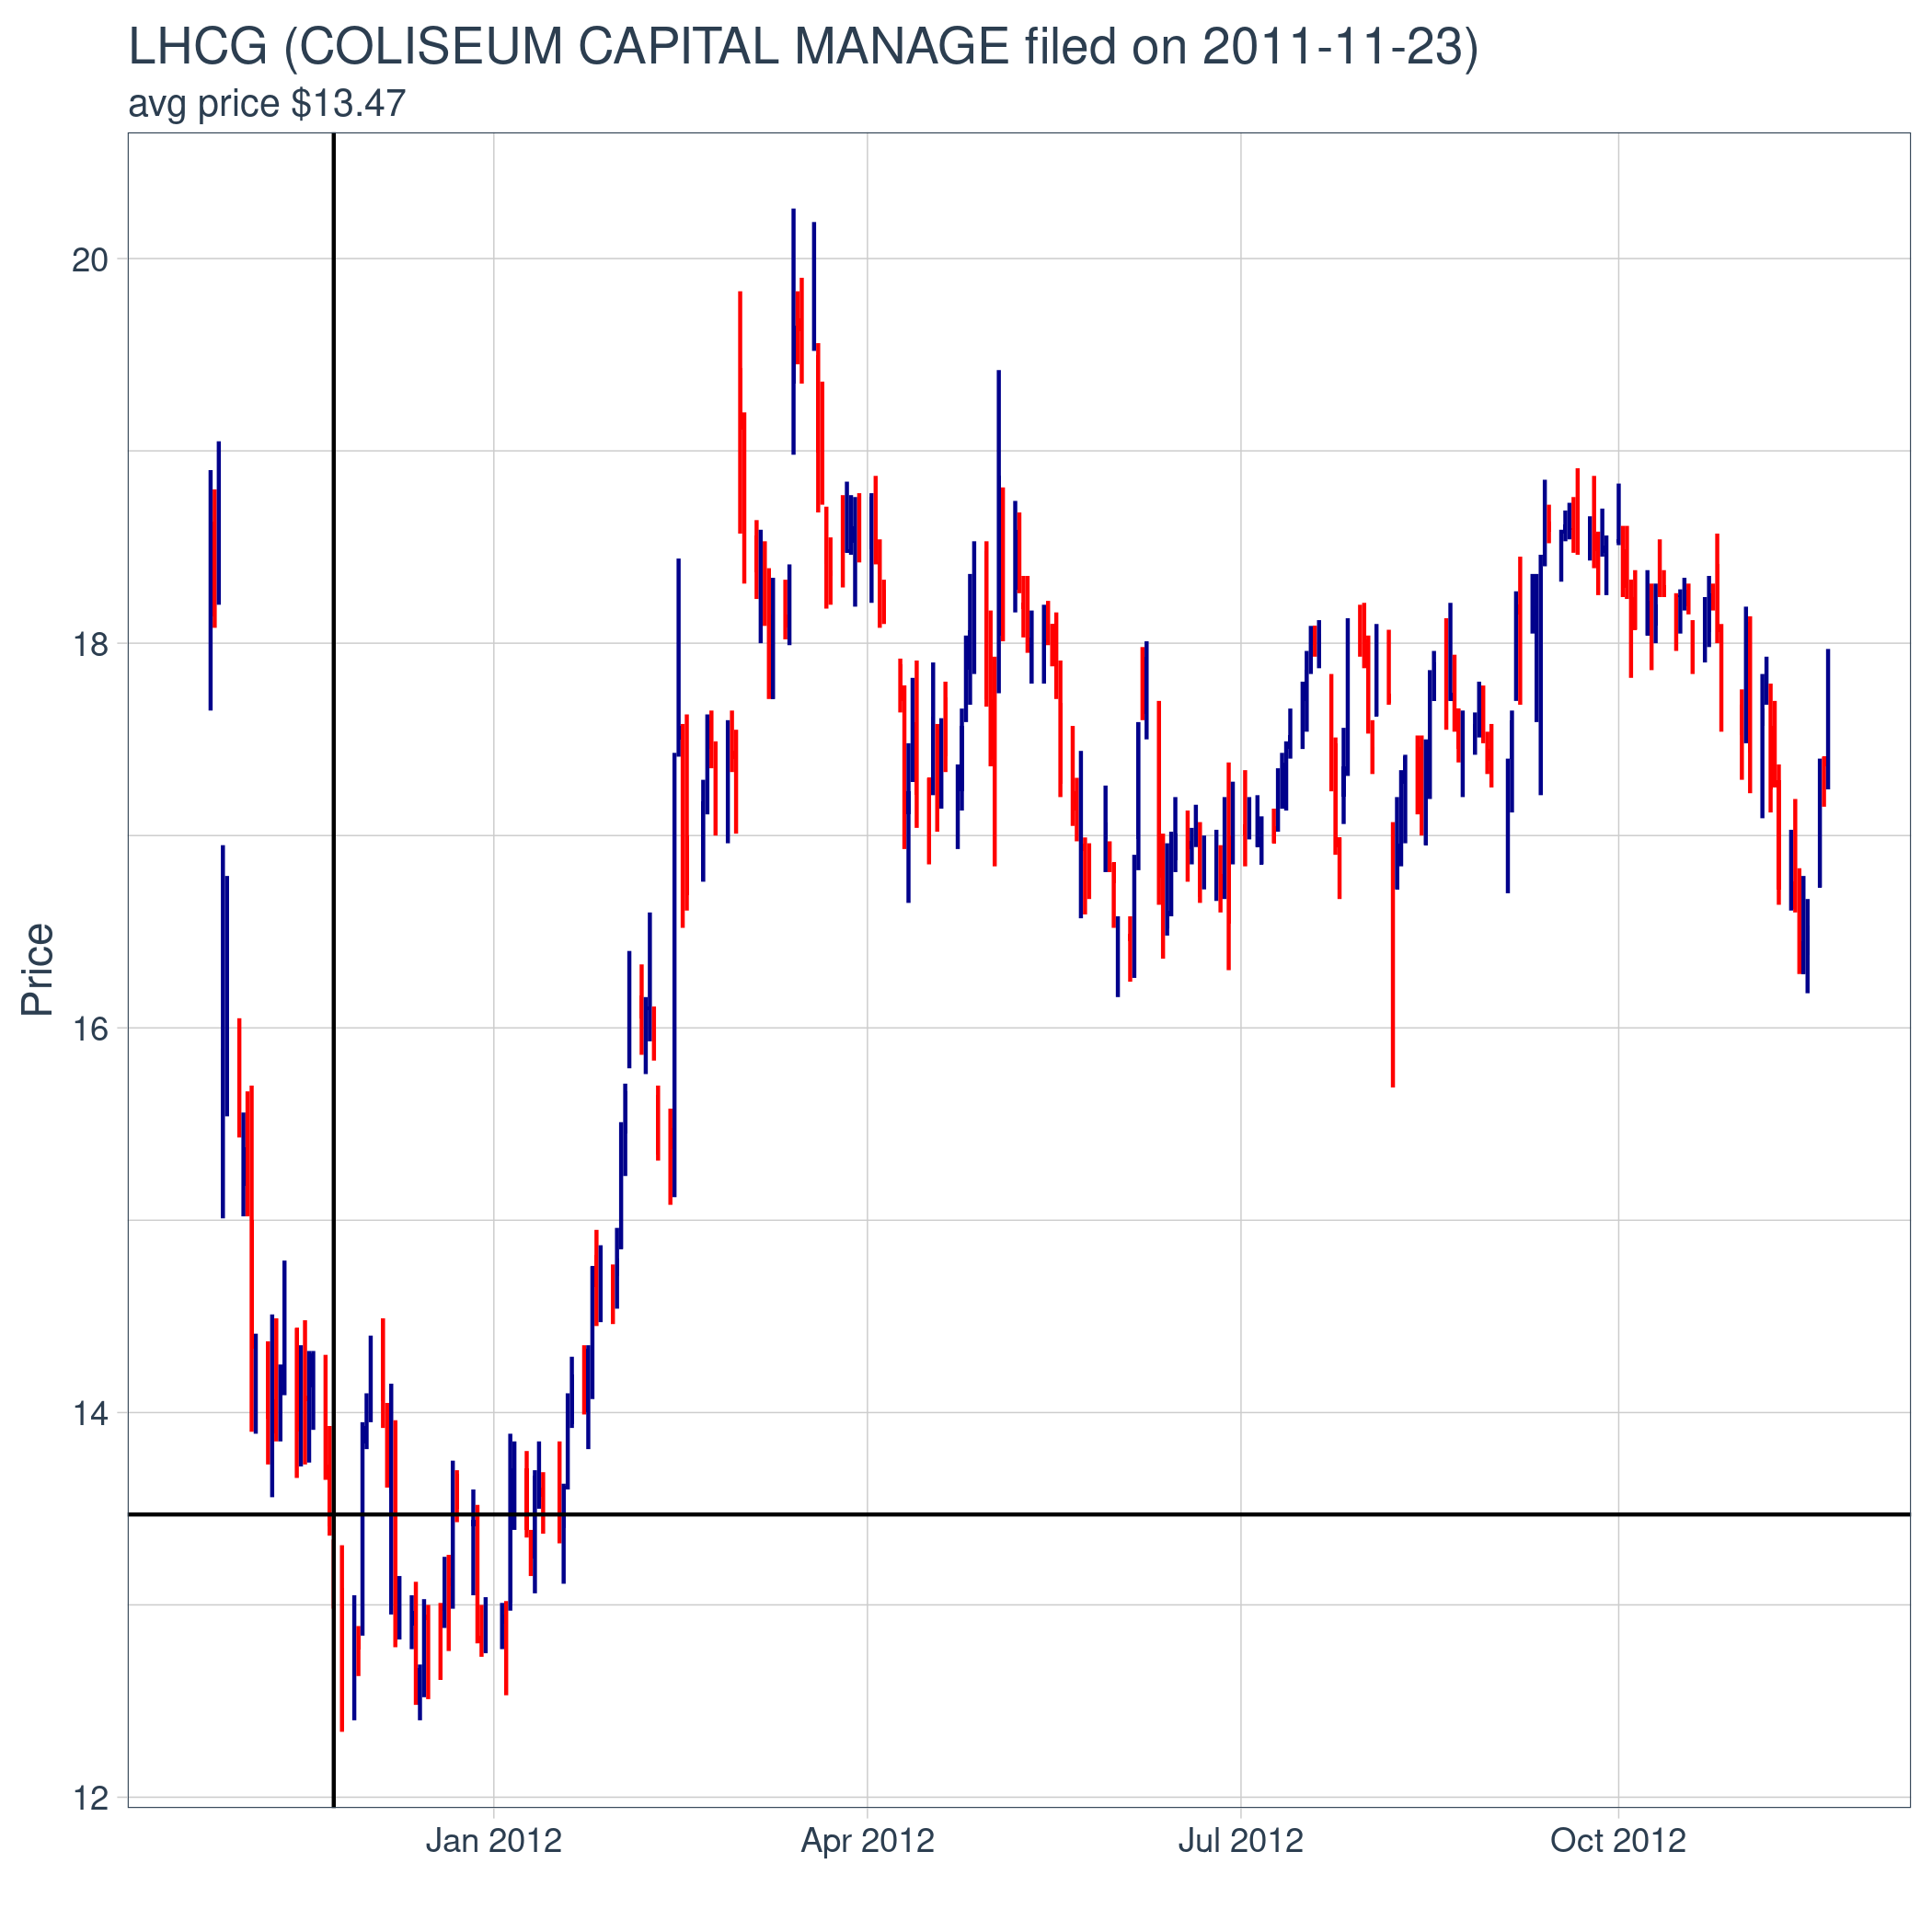 LHCG (COLISEUM CAPITAL MANAGE filed on 2011-11-23)
avg price $13.47
20
18
16
14
12
Price
Jan 2012 Apr 2012 Jul 2012 Oct 2012